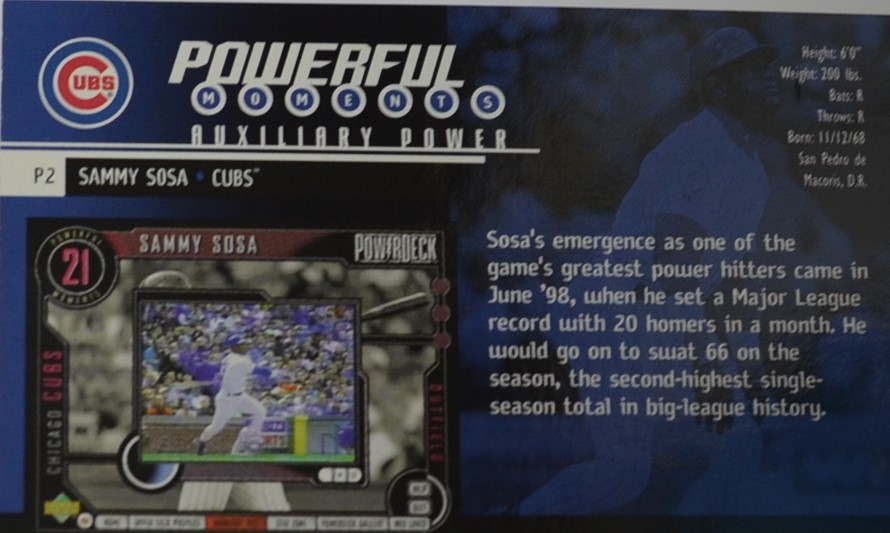 CUBS
POWERFUL
MOMENTS
AUXILIARY POWER
Height: 6'0"
Weight: 200 lbs.
Bats: R
Throws: R
Born: 11/12/68
San Pedro de
Macoris, D.R.
P2 SAMMY SOSA • CUBS™
POWERFUL
21
MOMENTS
SAMMY SOSA
POWERDECK
CHICAGO CUBS
OUTFIELD
HOME
Sosa's emergence as one of the
game's greatest power hitters came in
June '98, when he set a Major League
record with 20 homers in a month. He
would go on to swat 66 on the
season, the second-highest single-
season total in big-league history.